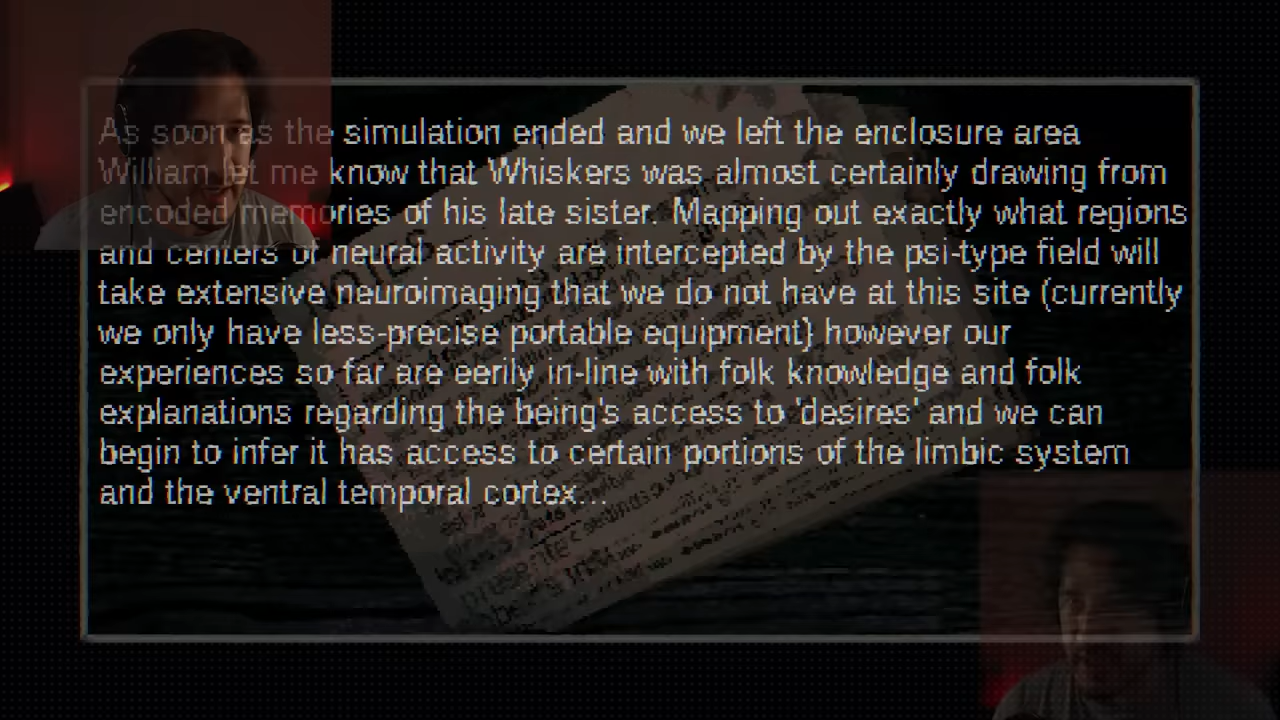 As soon as the simulation ended and we left the enclosure area
William let me know that Whiskers was almost certainly drawing from
encoded memories of his late sister. Mapping out exactly what regions
and centers of neural activity are intercepted by the psi-type field will
take extensive neuroimaging that we do not have at this site (currently
we only have less-precise portable equipment} however our
experiences so far are eerily in-line with folk knowledge and folk
explanations regarding the being's access to 'desires' and we can
begin to infer it has access to certain portions of the limbic system
and the ventral temporal cortex...